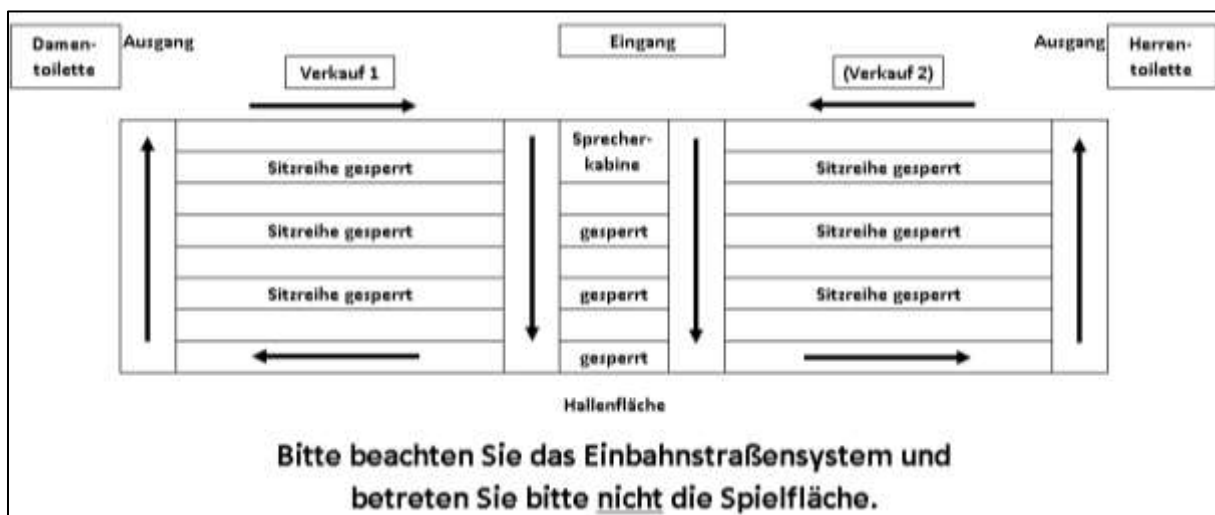 Damen-
toilette
Ausgang
Eingang
Ausgang
Herren-
toilette
Verkauf 1
(Verkauf 2)
Sprecher-
kabine
Sitzreihe gesperrt
Sitzreihe gesperrt
Sitzreihe gesperrt
gesperrt
Sitzreihe gesperrt
Sitzreihe gesperrt
gesperrt
Sitzreihe gesperrt
gesperrt
Hallenfläche
Bitte beachten Sie das Einbahnstraßensystem und
betreten Sie bitte nicht die Spielfläche.